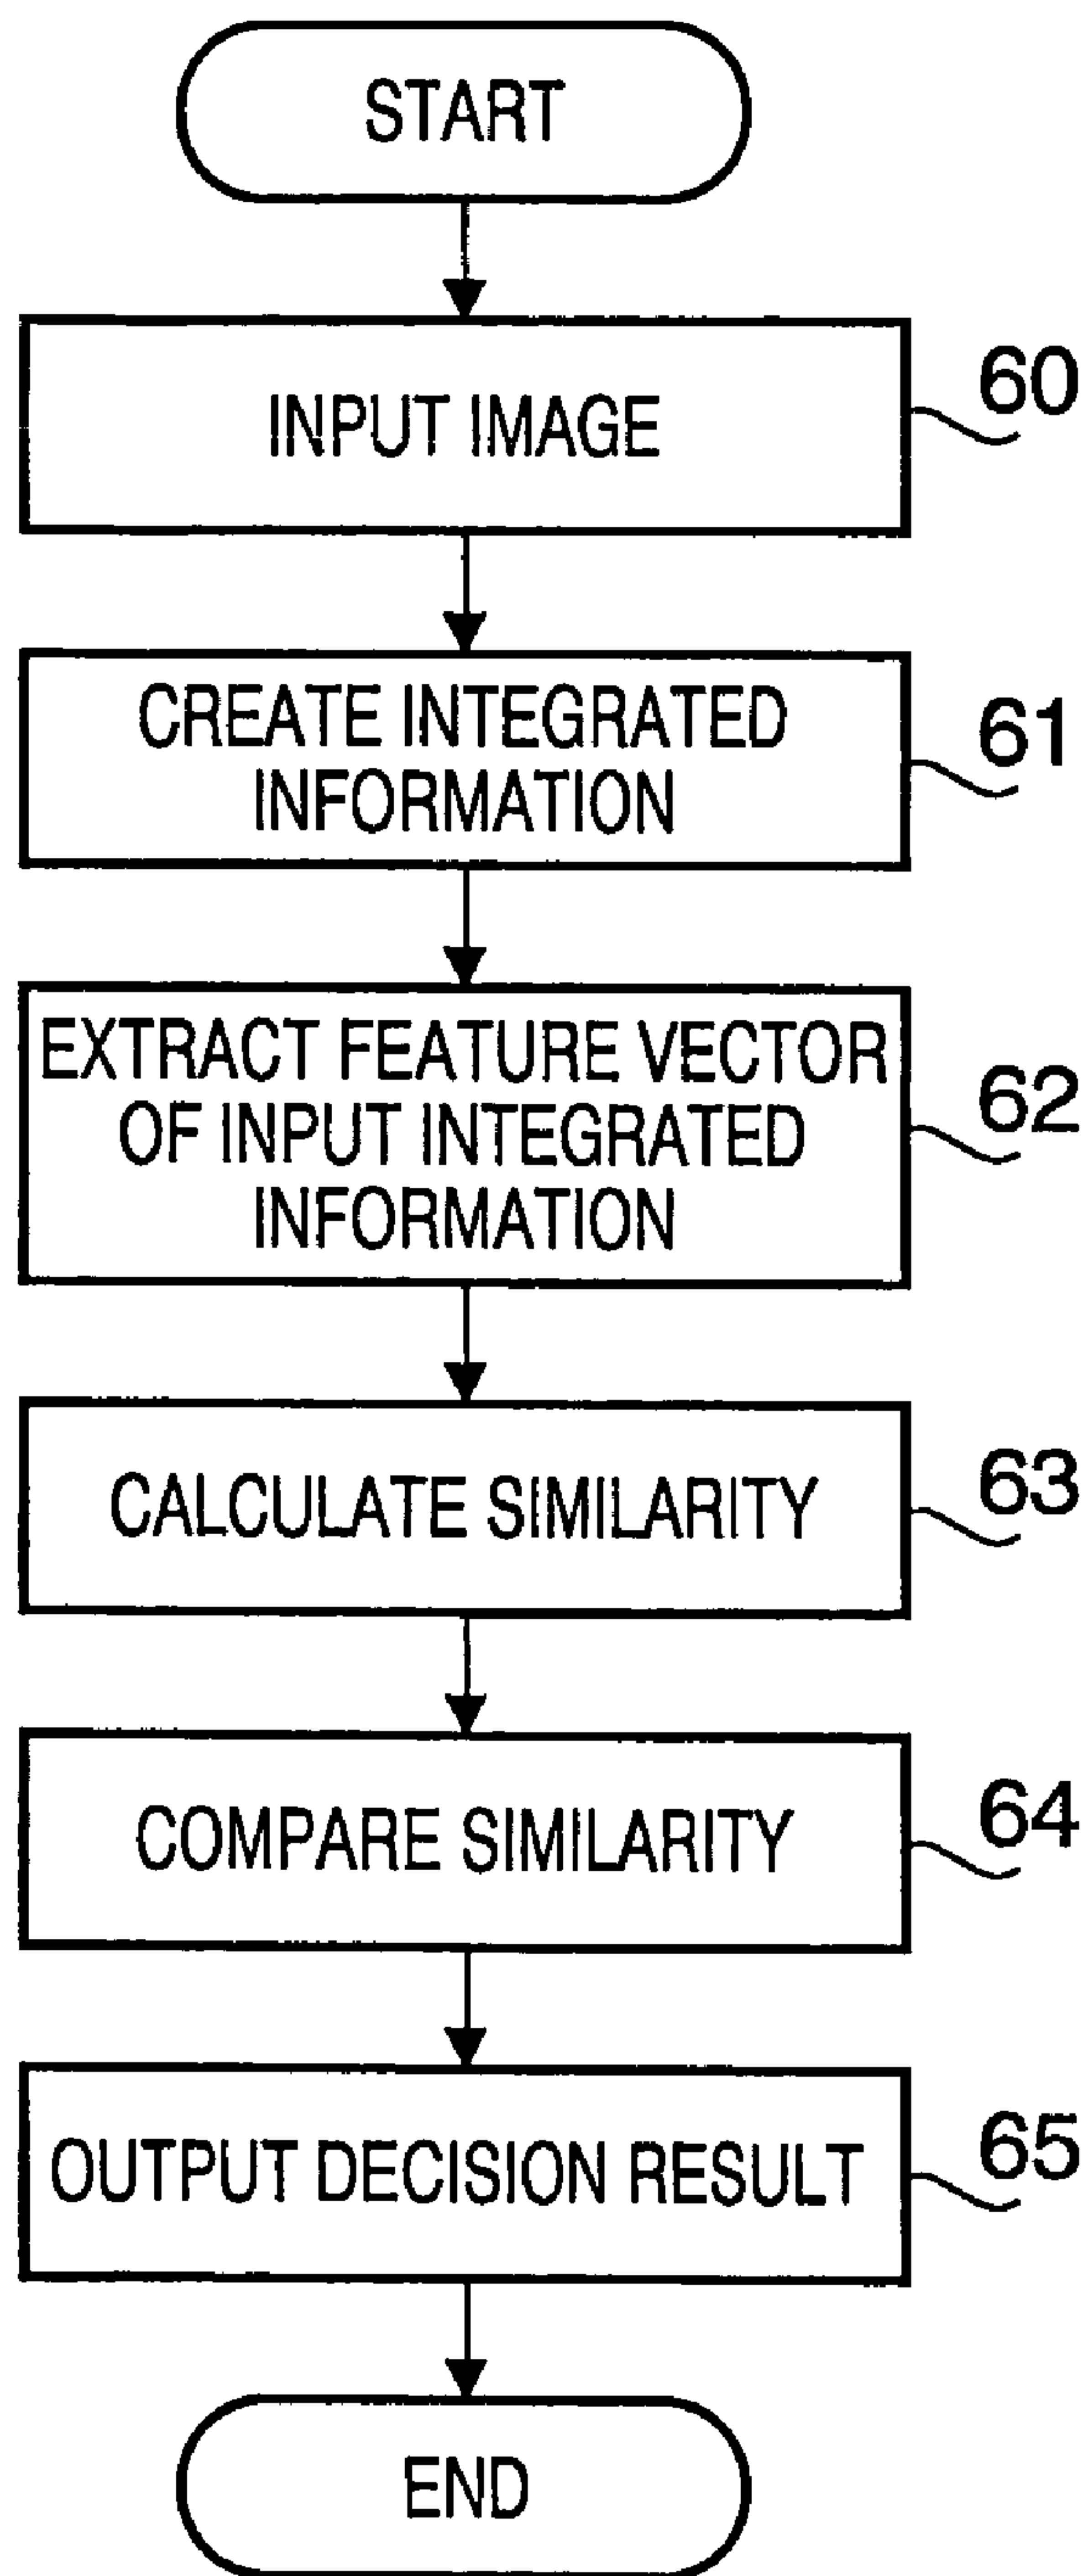 START
INPUT IMAGE
60
CREATE INTEGRATED
INFORMATION
61
EXTRACT FEATURE VECTOR
OF INPUT INTEGRATED
INFORMATION
62
CALCULATE SIMILARITY
63
COMPARE SIMILARITY
64
OUTPUT DECISION RESULT
65
END